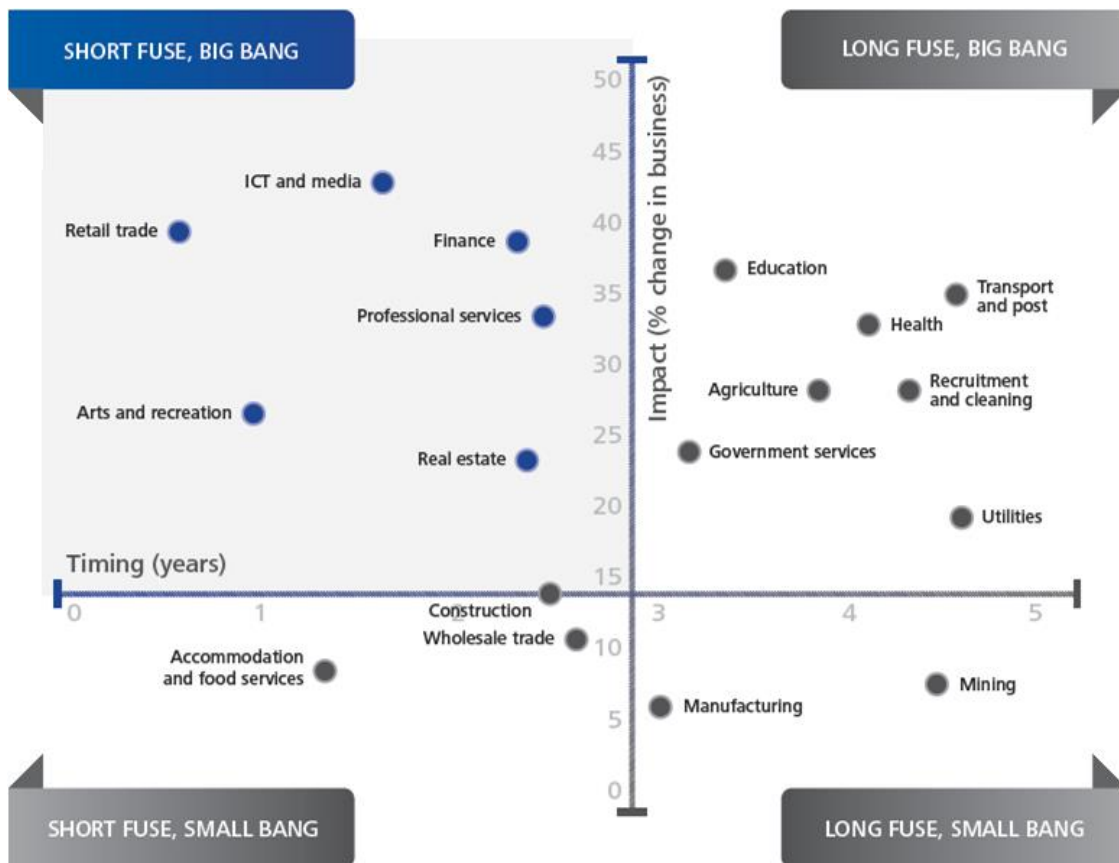 SHORT FUSE, BIG BANG
LONG FUSE, BIG BANG
Impact (% change in business)
50
45
40
35
30
25
20
15
10
5
0
ICT and media
Retail trade
Finance
Professional services
Arts and recreation
Real estate
Education
Transport
and post
Health
Agriculture
Recruitment
and cleaning
Government services
Utilities
Timing (years)
0
1
2
3
4
5
Construction
Wholesale trade
Accommodation
and food services
Manufacturing
Mining
SHORT FUSE, SMALL BANG
LONG FUSE, SMALL BANG